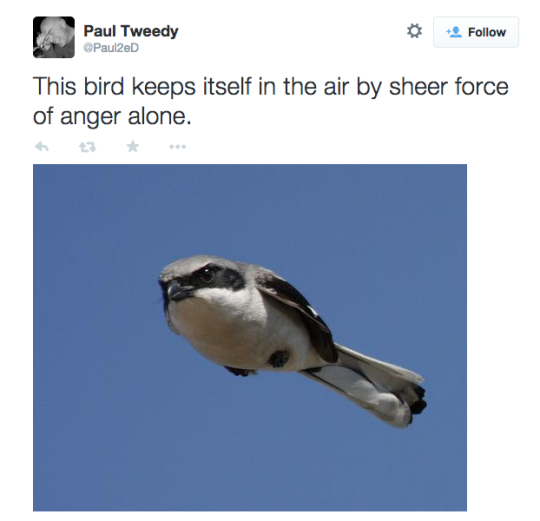 Paul Tweedy
@Paul2eD
Follow
This bird keeps itself in the air by sheer force
of anger alone.